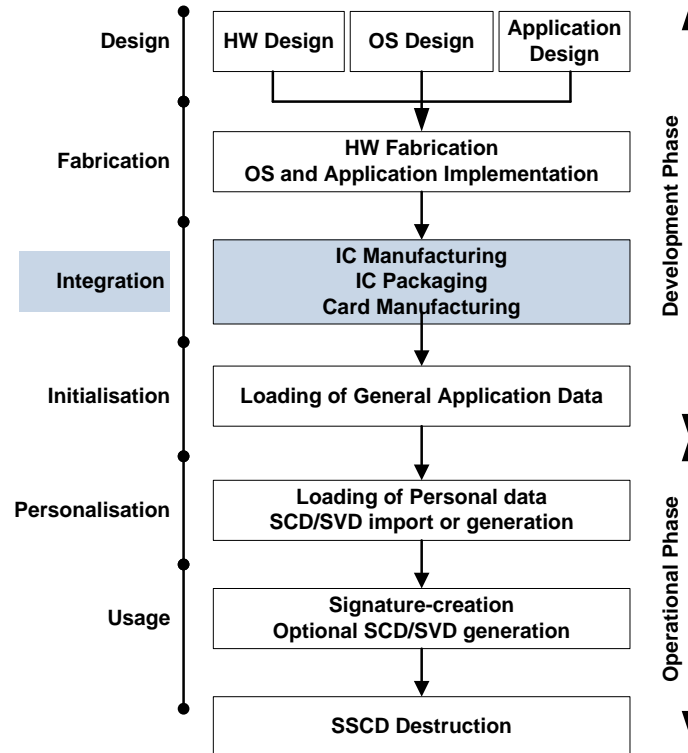 Design
HW Design
OS Design
Application
Design
Fabrication
HW Fabrication
OS and Application Implementation
Integration
IC Manufacturing
IC Packaging
Card Manufacturing
Initialisation
Loading of General Application Data
Personalisation
Loading of Personal data
SCD/SVD import or generation
Usage
Signature-creation
Optional SCD/SVD generation
SSCD Destruction
Development Phase
Operational Phase